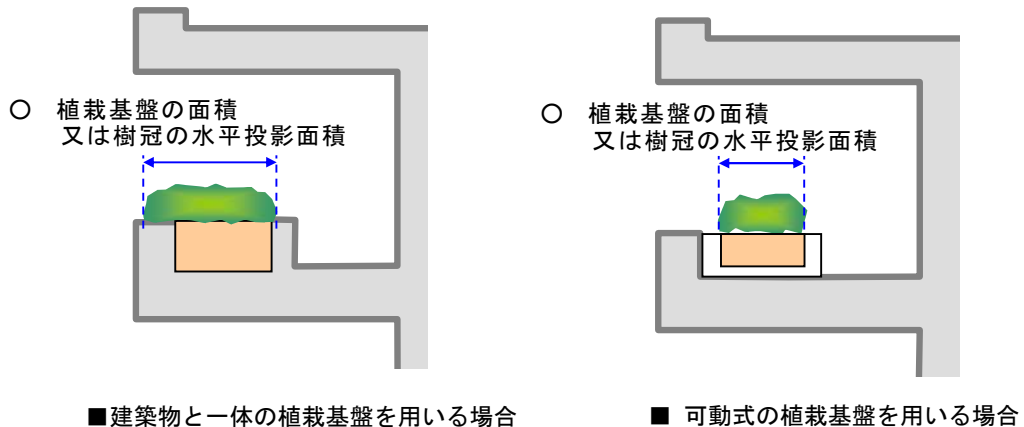 ○ 植栽基盤の面積
又は樹冠の水平投影面積
○ 植栽基盤の面積
又は樹冠の水平投影面積
■建築物と一体の植栽基盤を用いる場合
■ 可動式の植栽基盤を用いる場合